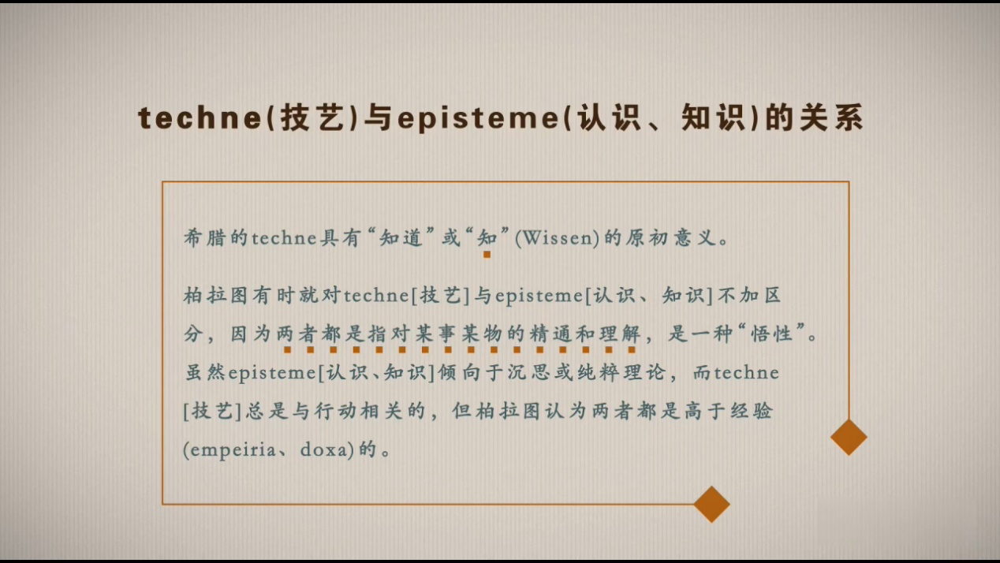 techne(技艺)与episteme(认识、知识)的关系
希腊的techne具有“知道”或“知”(Wissen)的原初意义。
柏拉图有时就对techne[技艺]与episteme[认识、知识]不加区
分，因为两者都是指对某事某物的精通和理解，是一种“悟性”。
虽然episteme[认识、知识]倾向于沉思或纯粹理论，而techne
[技艺]总是与行动相关的，但柏拉图认为两者都是高于经验
(empeiria、doxa)的。